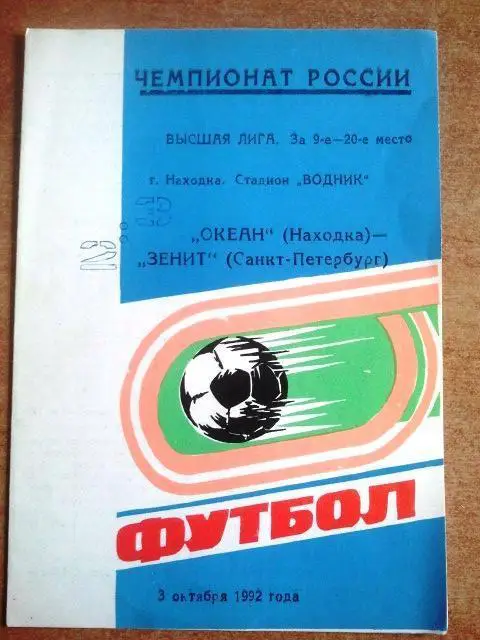 ЧЕМПИОНАТ РОССИИ
ВЫСШАЯ ЛИГА. За 9-е—20-е место
г. Находка. Стадион „ВОДНИК"
„ОКЕАН" (Находка)—
„ЗЕНИТ" (Санкт-Петербург)
ФУТБОЛ
3 октября 1992 года